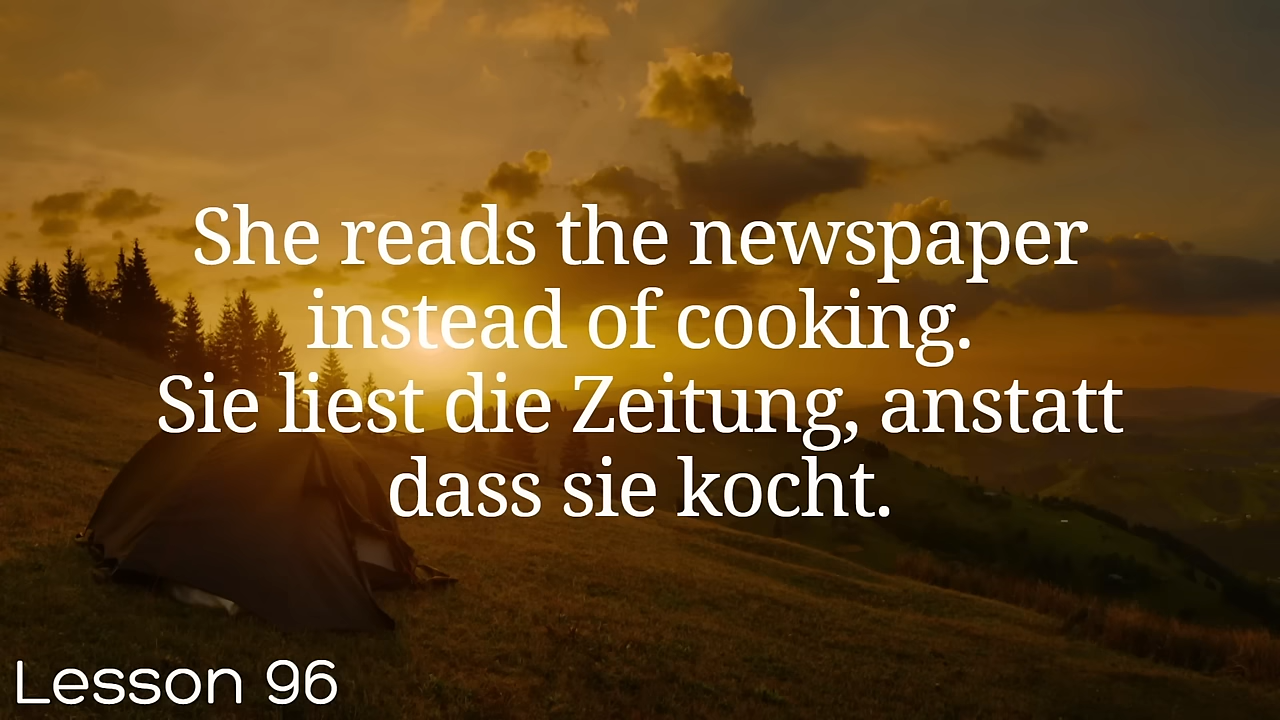 She reads the newspaper
instead of cooking.
Sie liest die Zeitung, anstatt
dass sie kocht.
Lesson 96